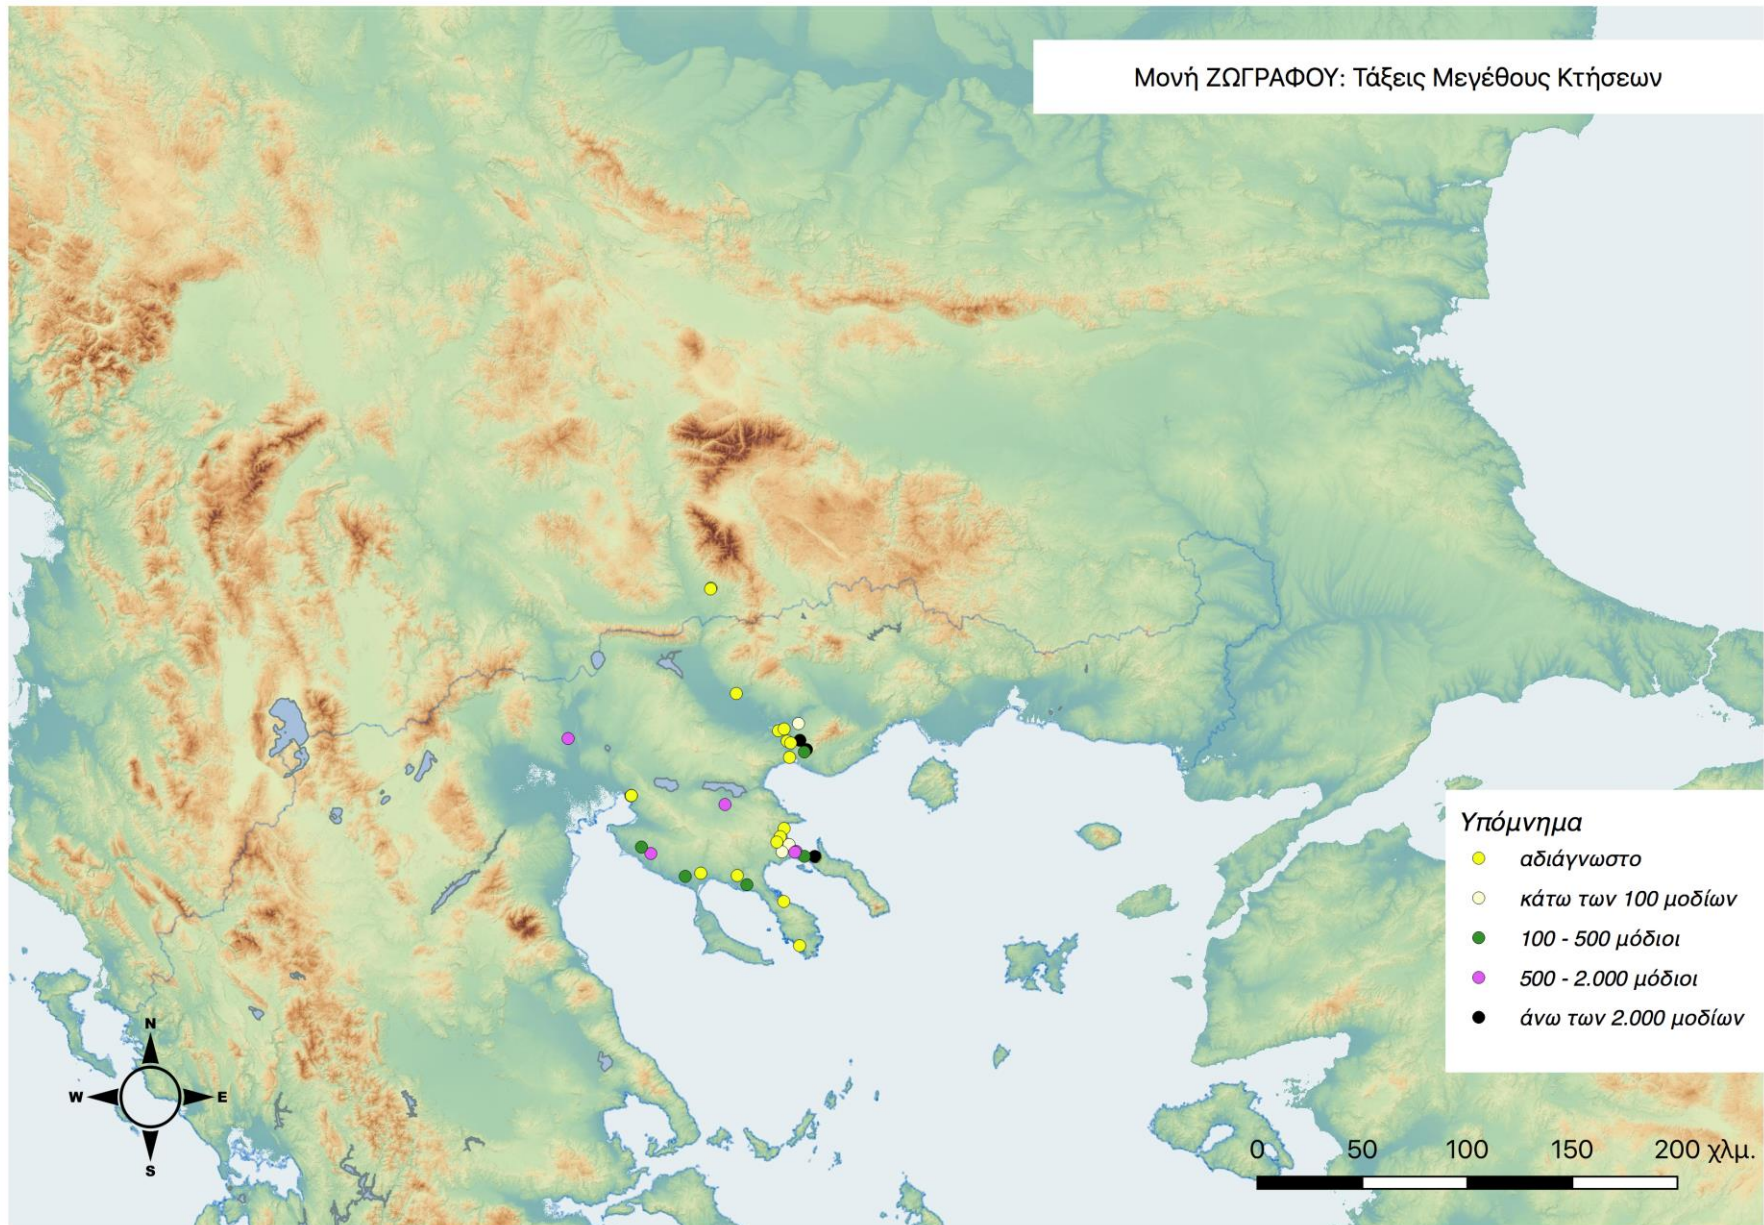 Μονή ΖΩΓΡΑΦΟΥ: Τάξεις Μεγέθους Κτήσεων
Υπόμνημα
αδιάγνωστο
κάτω των 100 μοδίων
100 - 500 μόδιοι
500 - 2.000 μόδιοι
άνω των 2.000 μοδίων
N
W E
S
0 50 100 150 200 χλμ.